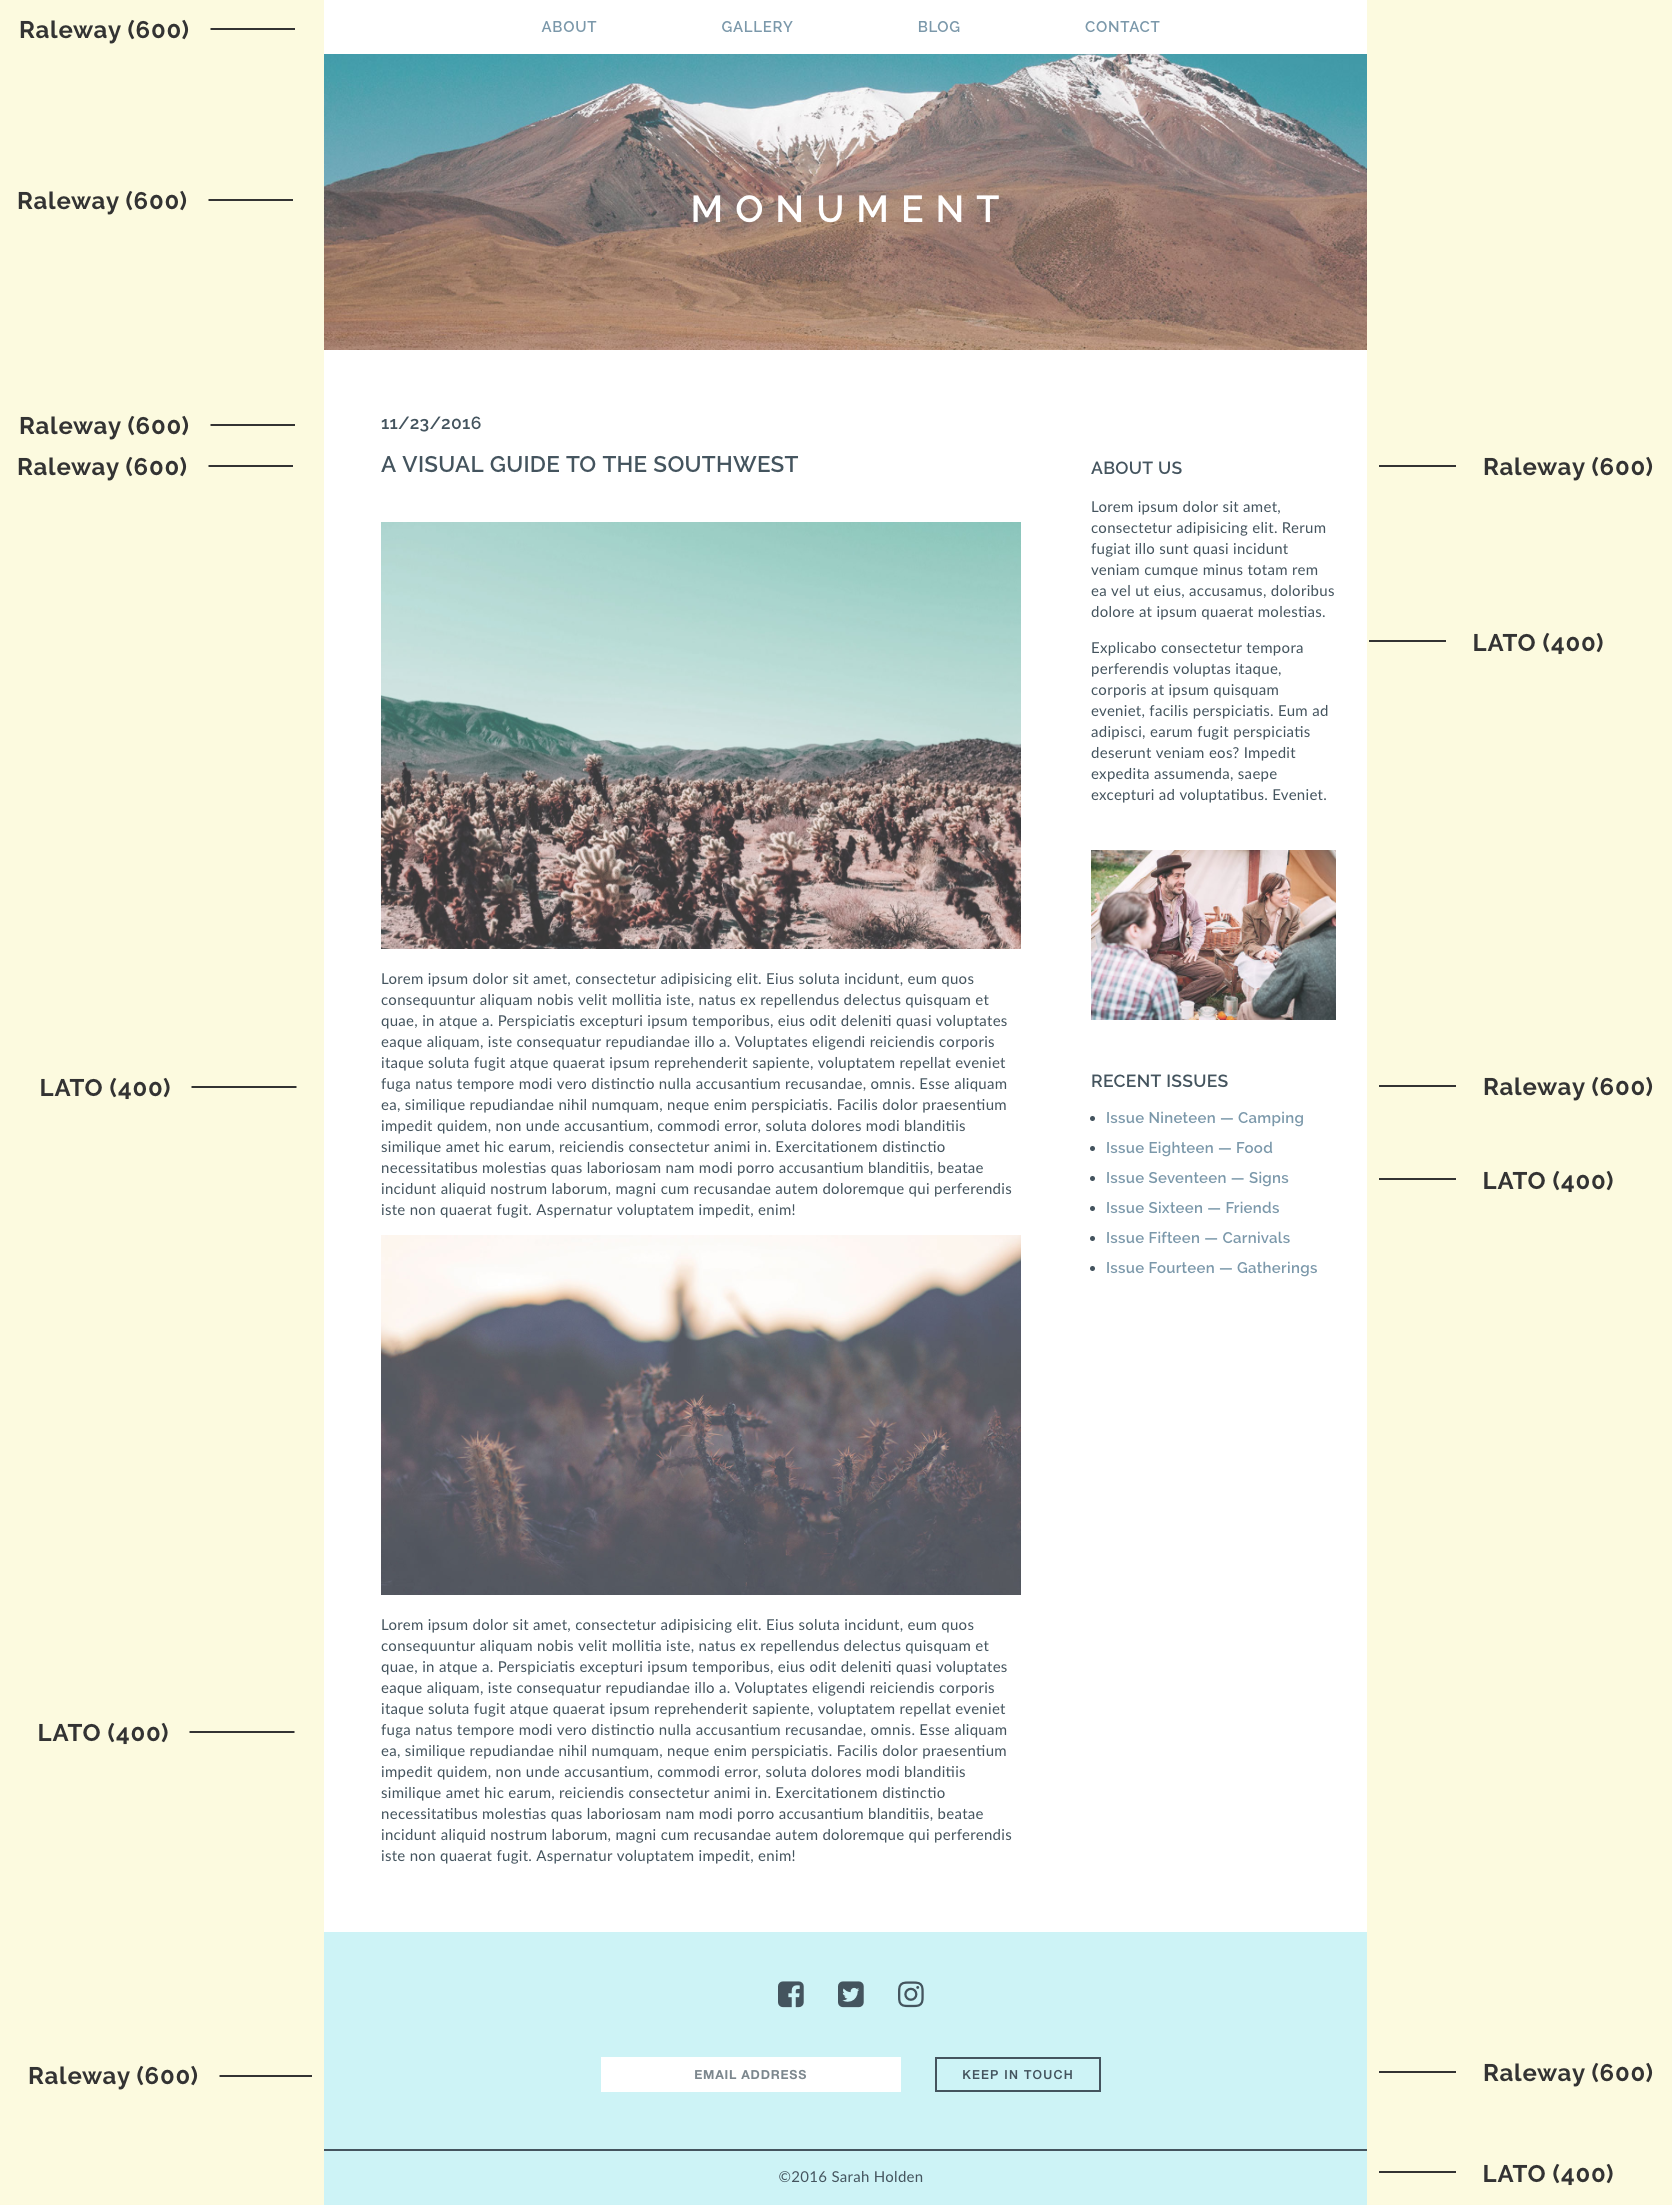 Raleway (600)
ABOUT GALLERY BLOG CONTACT
Raleway (600)
MONUMENT
Raleway (600)
11/23/2016
Raleway (600)
A VISUAL GUIDE TO THE SOUTHWEST
LATO (400)
Lorem ipsum dolor sit amet, consectetur adipisicing elit. Eius soluta incidunt, eum quos
consequuntur aliquam nobis velit mollitia iste, natus ex repellendus delectus quisquam et
quae, in atque a. Perspiciatis excepturi ipsum temporibus, eius odit deleniti quasi voluptates
eaque aliquam, iste consequatur repudiandae illo a. Voluptates eligendi reiciendis corporis
itaque soluta fugit atque quaerat ipsum reprehenderit sapiente, voluptatem repellat eveniet
fuga natus tempore modi vero distinctio nulla accusantium recusandae, omnis. Esse aliquam
ea, similique repudiandae nihil numquam, neque enim perspiciatis. Facilis dolor praesentium
impedit quidem, non unde accusantium, commodi error, soluta dolores modi blanditiis
similique amet hic earum, reiciendis consectetur animi in. Exercitationem distinctio
necessitatibus molestias quas laboriosam nam modi porro accusantium blanditiis, beatae
incidunt aliquid nostrum laborum, magni cum recusandae autem doloremque qui perferendis
iste non quaerat fugit. Aspernatur voluptatem impedit, enim!
LATO (400)
Lorem ipsum dolor sit amet, consectetur adipisicing elit. Eius soluta incidunt, eum quos
consequuntur aliquam nobis velit mollitia iste, natus ex repellendus delectus quisquam et
quae, in atque a. Perspiciatis excepturi ipsum temporibus, eius odit deleniti quasi voluptates
eaque aliquam, iste consequatur repudiandae illo a. Voluptates eligendi reiciendis corporis
itaque soluta fugit atque quaerat ipsum reprehenderit sapiente, voluptatem repellat eveniet
fuga natus tempore modi vero distinctio nulla accusantium recusandae, omnis. Esse aliquam
ea, similique repudiandae nihil numquam, neque enim perspiciatis. Facilis dolor praesentium
impedit quidem, non unde accusantium, commodi error, soluta dolores modi blanditiis
similique amet hic earum, reiciendis consectetur animi in. Exercitationem distinctio
necessitatibus molestias quas laboriosam nam modi porro accusantium blanditiis, beatae
incidunt aliquid nostrum laborum, magni cum recusandae autem doloremque qui perferendis
iste non quaerat fugit. Aspernatur voluptatem impedit, enim!
ABOUT US
Raleway (600)
Lorem ipsum dolor sit amet,
consectetur adipisicing elit. Rerum
fugiat illo sunt quasi incidunt
veniam cumque minus totam rem
ea vel ut eius, accusamus, doloribus
dolore at ipsum quaerat molestias.
LATO (400)
Explicabo consectetur tempora
perferendis voluptas itaque,
corporis at ipsum quisquam
eveniet, facilis perspiciatis. Eum ad
adipisci, earum fugit perspiciatis
deserunt veniam eos? Impedit
expedita assumenda, saepe
excepturi ad voluptatibus. Eveniet.
RECENT ISSUES
Raleway (600)
• Issue Nineteen — Camping
• Issue Eighteen — Food
• Issue Seventeen — Signs
LATO (400)
• Issue Sixteen — Friends
• Issue Fifteen — Carnivals
• Issue Fourteen — Gatherings
Raleway (600)
EMAIL ADDRESS
KEEP IN TOUCH
Raleway (600)
©2016 Sarah Holden
LATO (400)